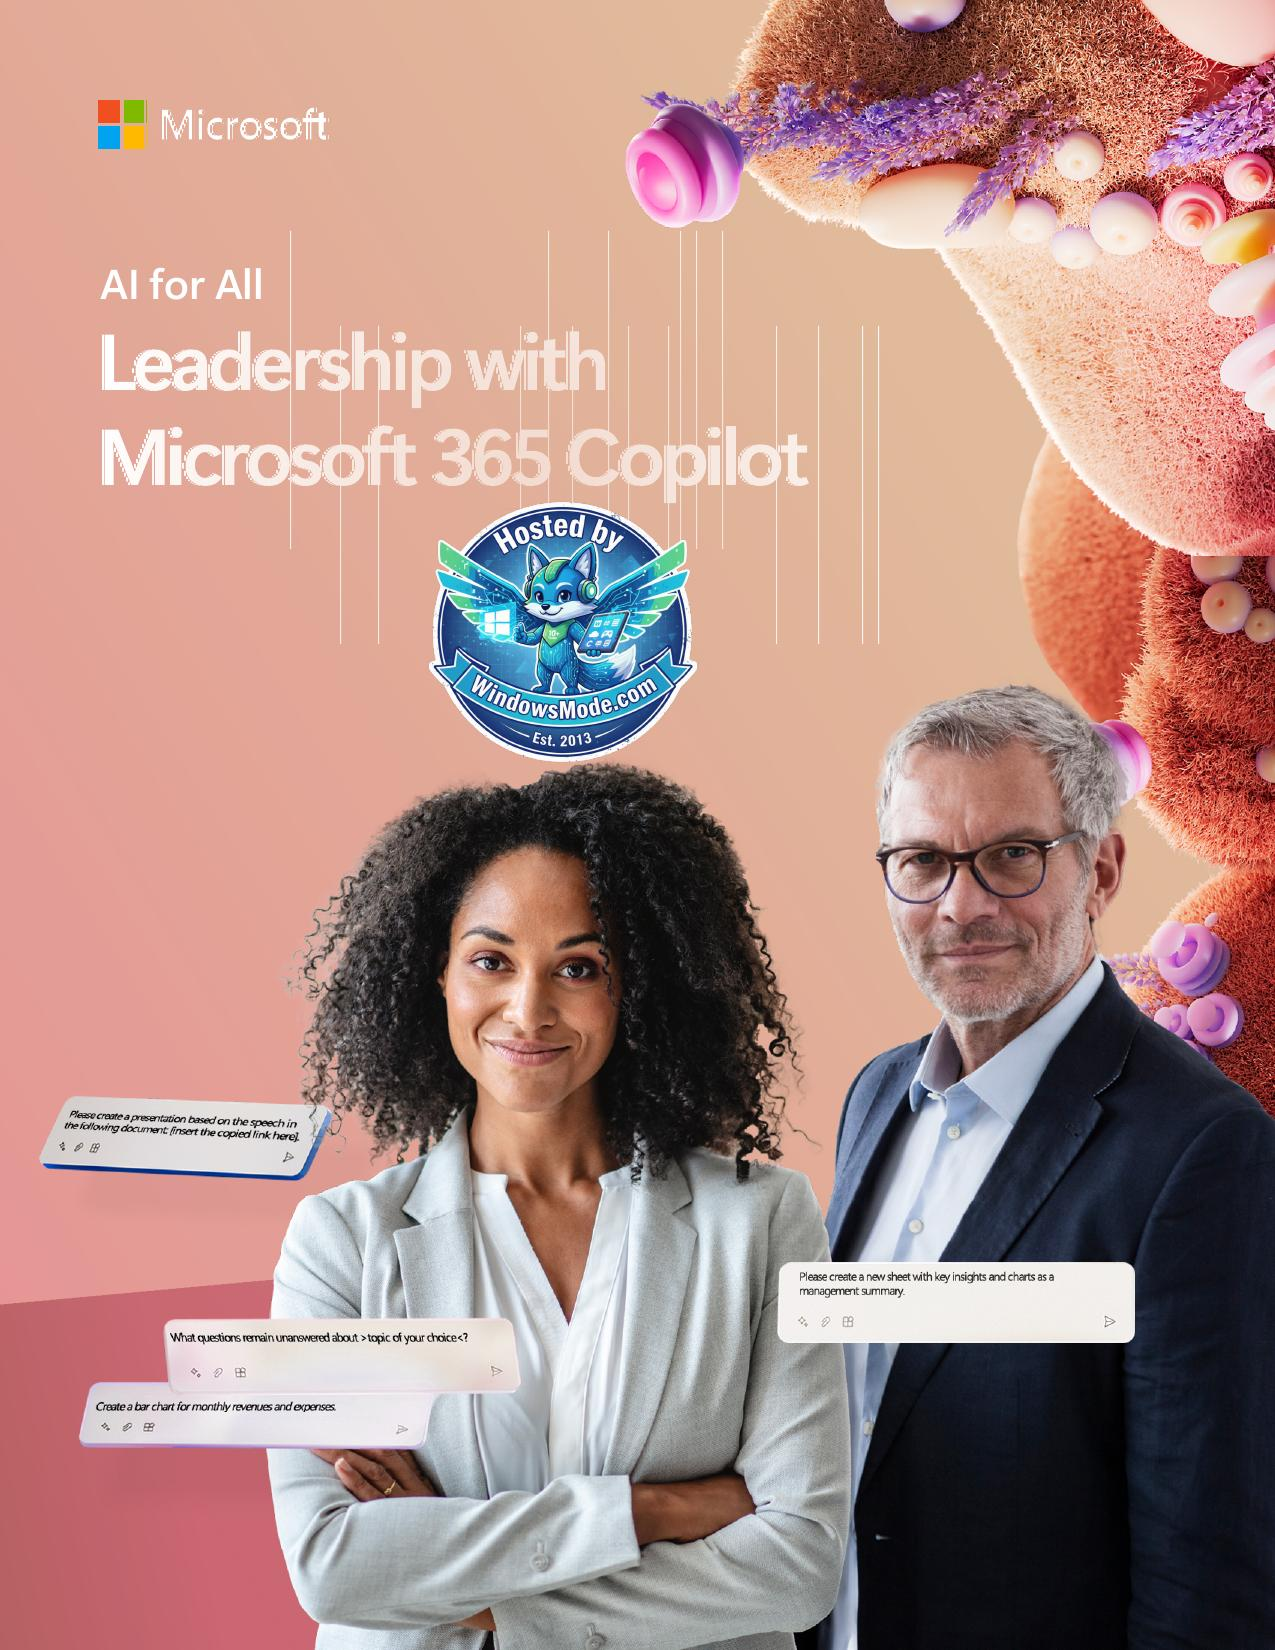 Microsoft
AI for All
Leadership with
Microsoft 365 Copilot
Hosted by
10+
WindowsMode.com
Est. 2013
Please create a presentation based on the speech in
the following document: [insert the copied link here].
Please create a new sheet with key insights and charts as a
management summary.
What questions remain unanswered about >topic of your choice<?
Create a bar chart for monthly revenues and expenses.